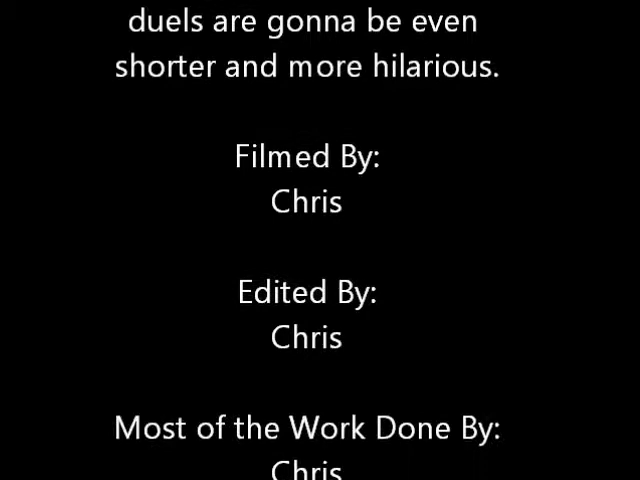 duels are gonna be even
shorter and more hilarious.
Filmed By:
Chris
Edited By:
Chris
Most of the Work Done By:
Chris